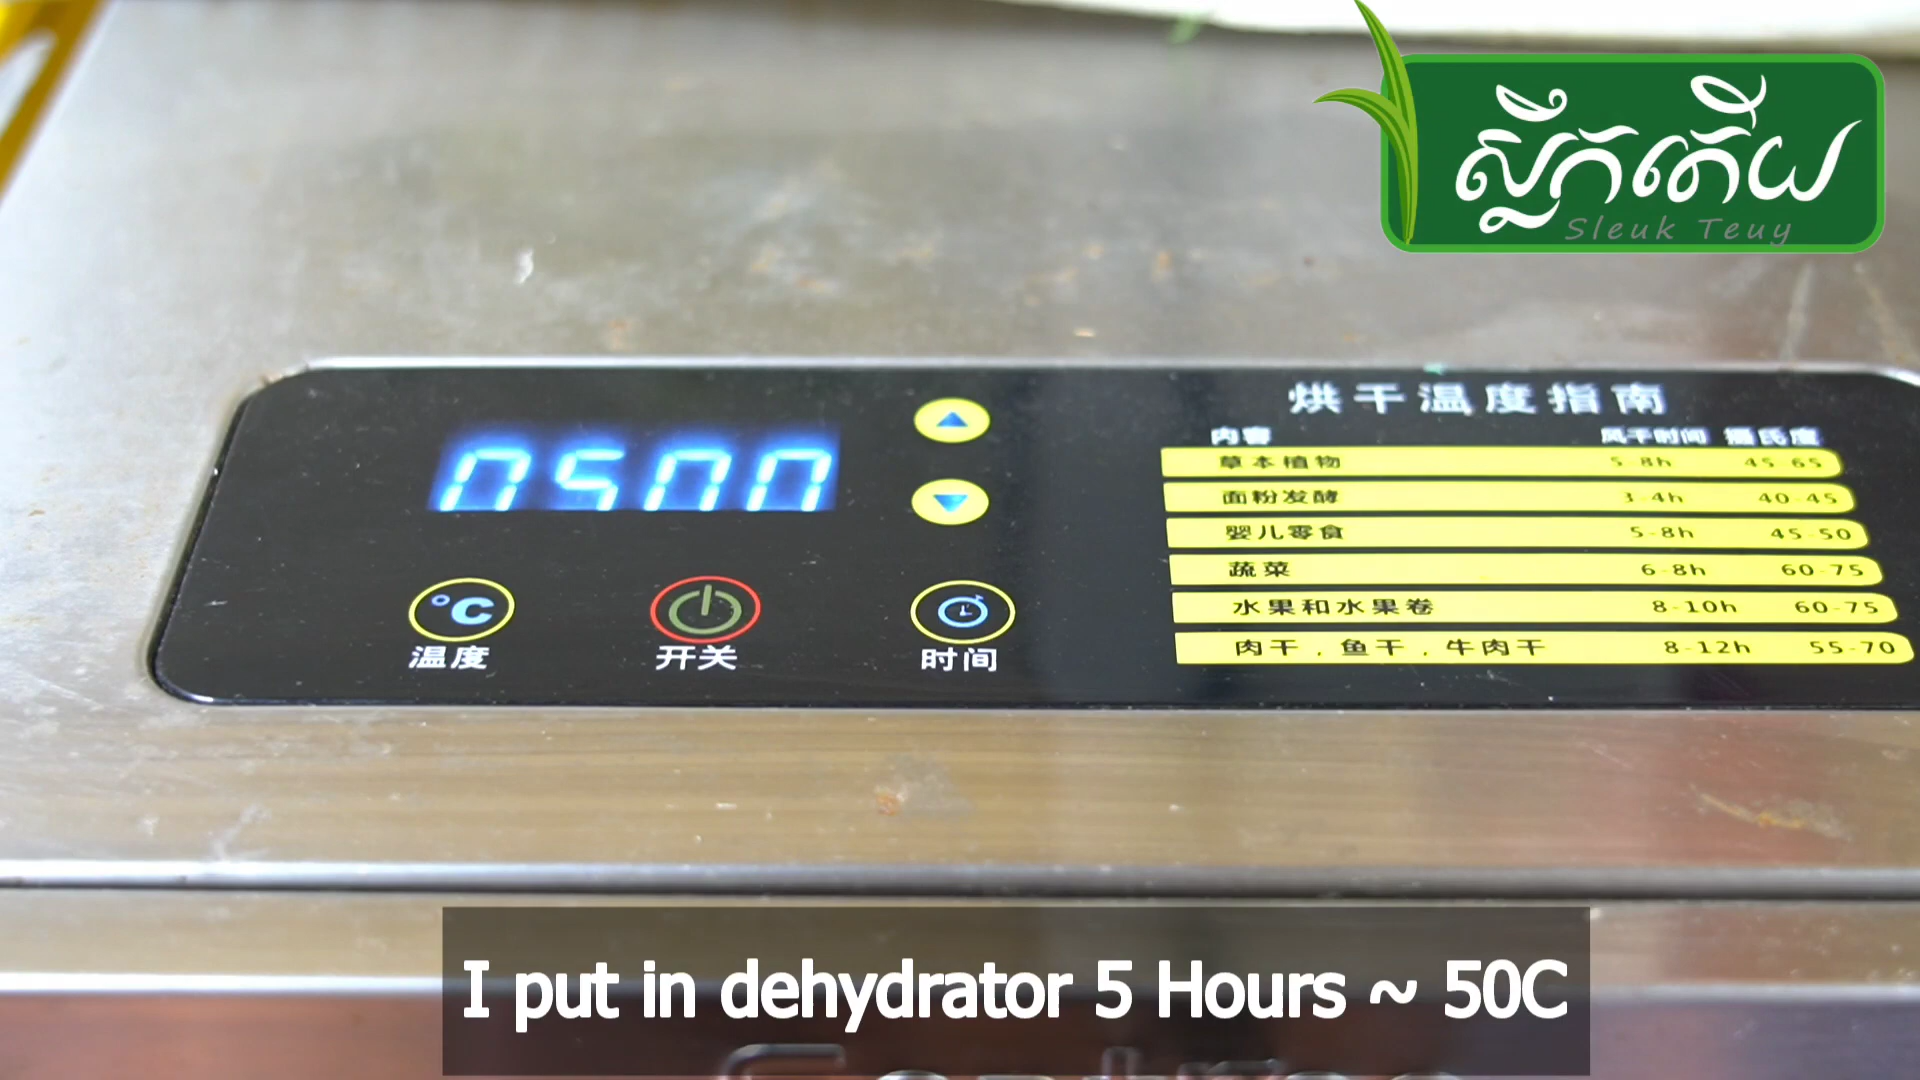 ស្លឹកតើយ
Sleuk Teuy
0500
°C
温度
开关
时间
烘干温度指南
内容 风干时间 摄氏度
草本植物 5-8h 45-65
面粉发酵 3-4h 40-45
婴儿零食 5-8h 45-50
蔬菜 6-8h 60-75
水果和水果卷 8-10h 60-75
肉干，鱼干，牛肉干 8-12h 55-70
I put in dehydrator 5 Hours ~ 50C